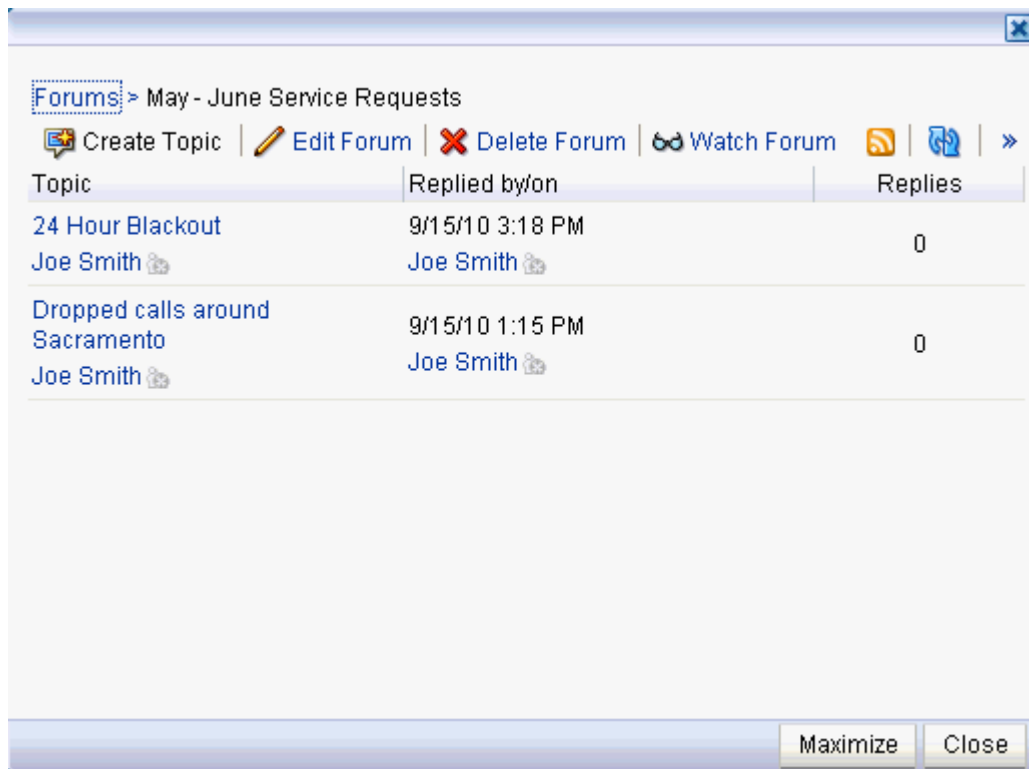 Forums > May - June Service Requests
Create Topic Edit Forum Delete Forum Watch Forum »
Topic Replied by/on Replies
24 Hour Blackout 9/15/10 3:18 PM 0
Joe Smith Joe Smith
Dropped calls around
Sacramento 9/15/10 1:15 PM 0
Joe Smith Joe Smith
Maximize Close